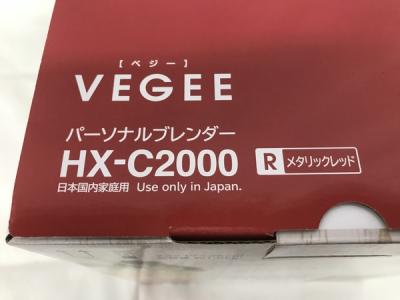 【ベジー】
VEGEE
パーソナルブレンダー
HX-C2000 R メタリックレッド
日本国内家庭用 Use only in Japan.